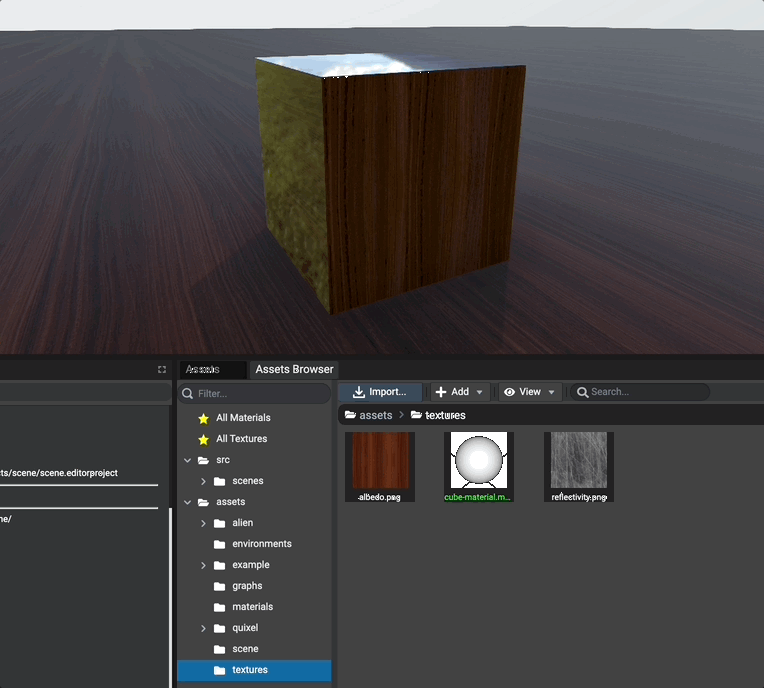 Assets
Assets Browser
Filter...
Import...
Add
View
Search...
All Materials
All Textures
assets
textures
src
scenes
assets
alien
environments
example
graphs
materials
quixel
scene
textures
albedo.png
cube-material.m...
reflectivity.png
ts/scene/scene.editorproject
ne/